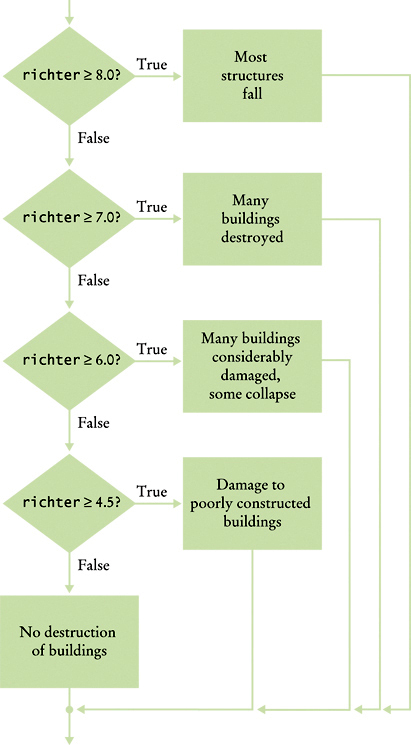 richter ≥ 8.0?
True
Most
structures
fall
False
richter ≥ 7.0?
True
Many
buildings
destroyed
False
richter ≥ 6.0?
True
Many buildings
considerably
damaged,
some collapse
False
richter ≥ 4.5?
True
Damage to
poorly constructed
buildings
False
No destruction
of buildings